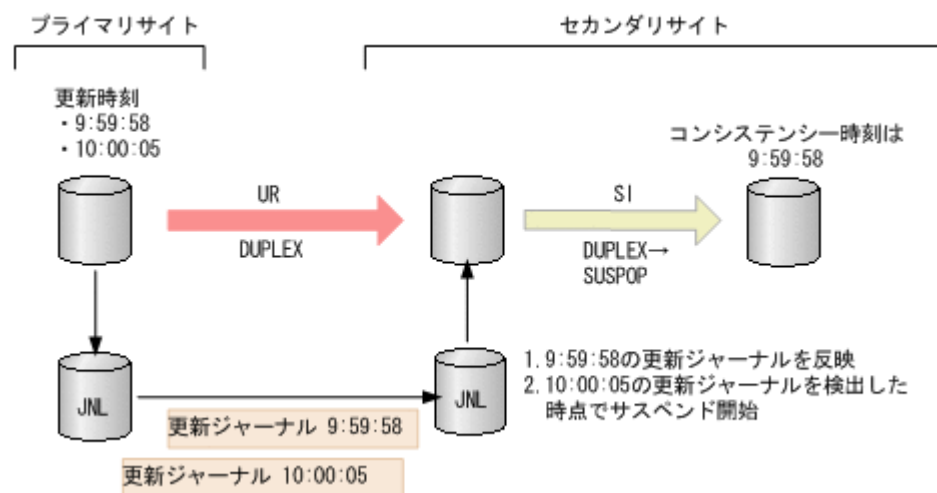 プライマリサイト
セカンダリサイト
更新時刻
・9:59:58
・10:00:05
コンシステンシー時刻は
9:59:58
UR
DUPLEX
SI
DUPLEX→
SUSPOP
JNL
JNL
1.9:59:58の更新ジャーナルを反映
2.10:00:05の更新ジャーナルを検出した
時点でサスペンド開始
更新ジャーナル 9:59:58
更新ジャーナル 10:00:05